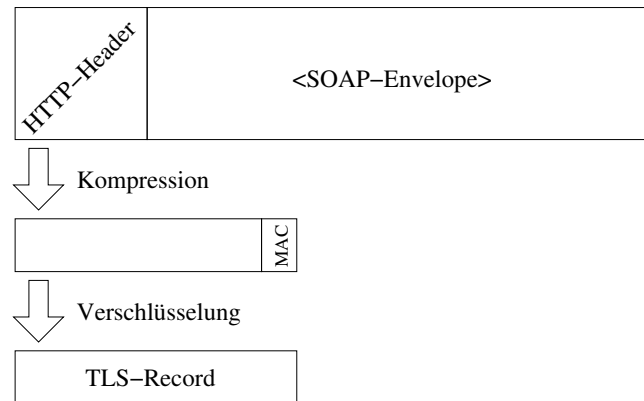 HTTP−Header
<SOAP−Envelope>
Kompression
MAC
Verschlüsselung
TLS−Record